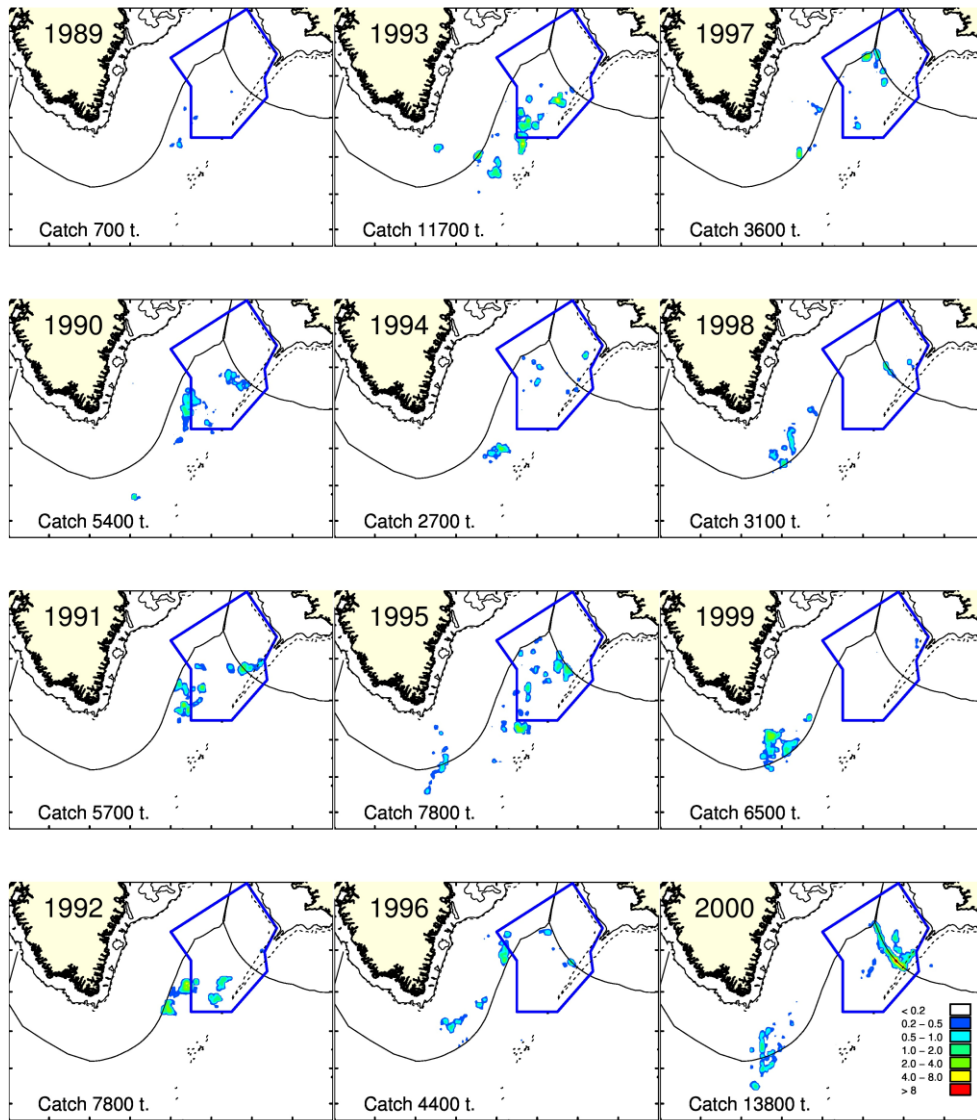 1989
1993
1997
Catch 700 t.
Catch 11700 t.
Catch 3600 t.
1990
1994
1998
Catch 5400 t.
Catch 2700 t.
Catch 3100 t.
1991
1995
1999
Catch 5700 t.
Catch 7800 t.
Catch 6500 t.
1992
1996
2000
< 0.2
0.2 – 0.5
0.5 – 1.0
1.0 – 2.0
2.0 – 4.0
4.0 – 8.0
> 8
Catch 7800 t.
Catch 4400 t.
Catch 13800 t.